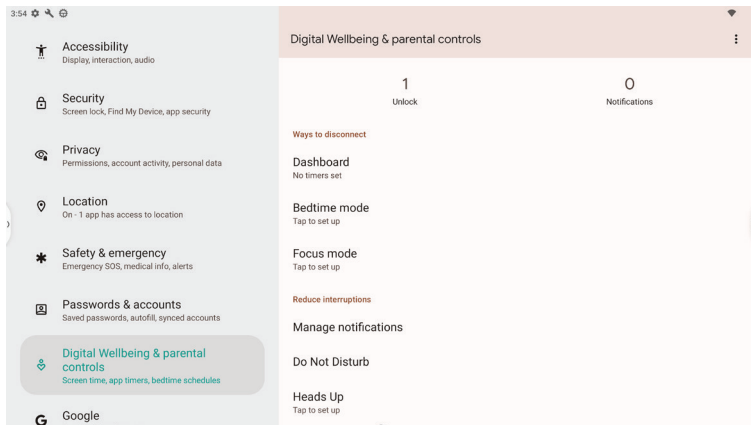 3:54
Accessibility
Display, interaction, audio
Security
Screen lock, Find My Device, app security
Privacy
Permissions, account activity, personal data
Location
On - 1 app has access to location
Safety & emergency
Emergency SOS, medical info, alerts
Passwords & accounts
Saved passwords, autofill, synced accounts
Digital Wellbeing & parental
controls
Screen time, app timers, bedtime schedules
Google
Digital Wellbeing & parental controls
1
Unlock
0
Notifications
Ways to disconnect
Dashboard
No timers set
Bedtime mode
Tap to set up
Focus mode
Tap to set up
Reduce interruptions
Manage notifications
Do Not Disturb
Heads Up
Tap to set up